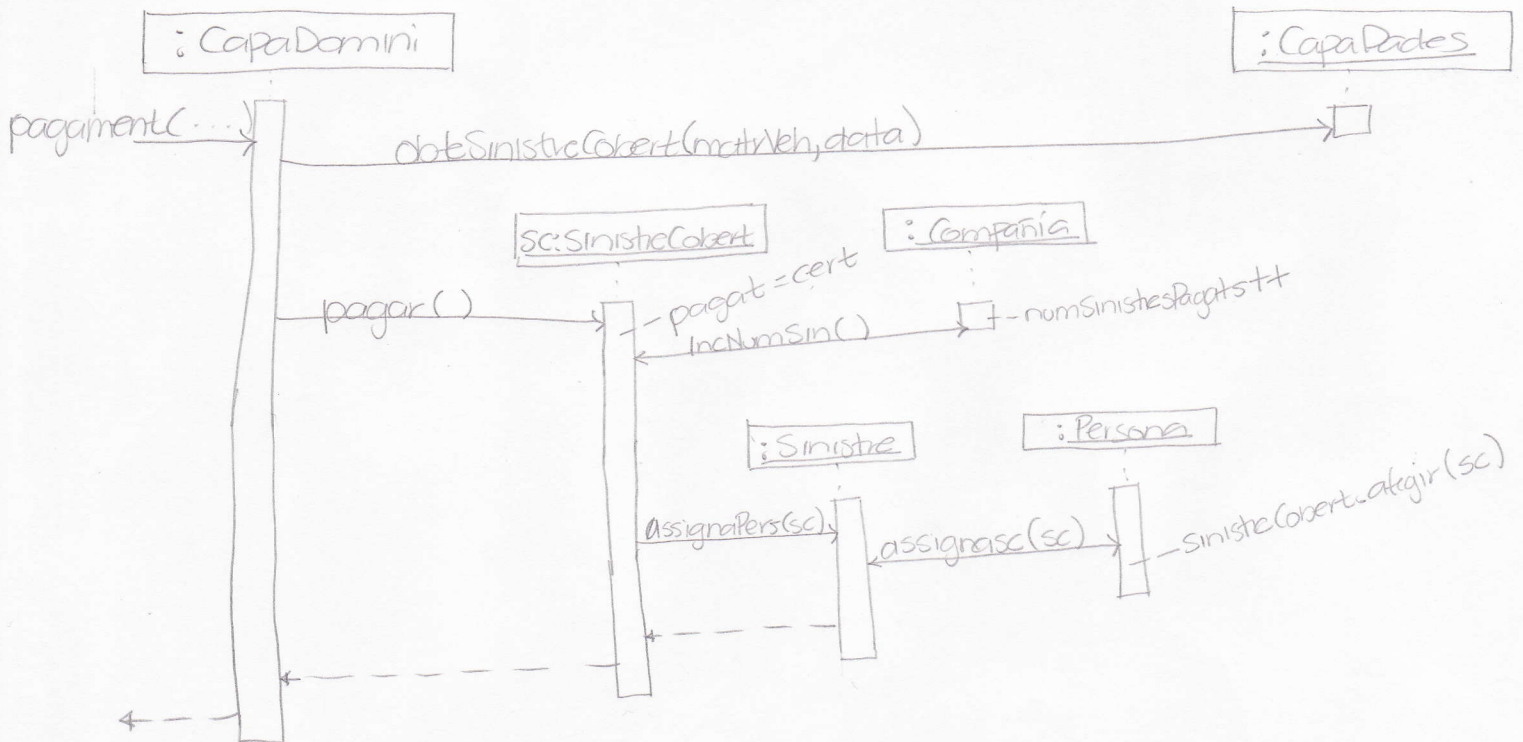 : CapaDomini
: CapaDades
pagament(....)
obteSinistreCobert(matrVeh, data)
sc:SinistreCobert
: Compañía
pagar()
- pagat = cert
- numSinistresPagats++
IncNumSin()
: Sinistre
: Persona
assignaPers(sc)
assignasc(sc)
- SinistreCobert.afegir(sc)